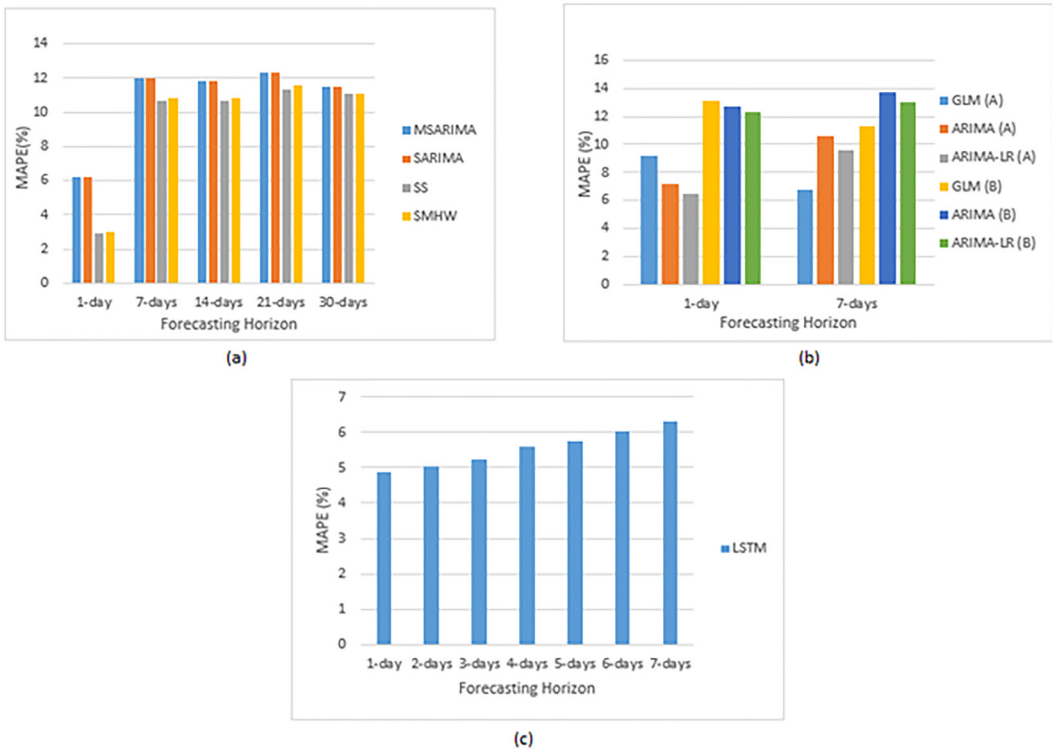 14
12
10
8
6
4
2
0
MAPE(%)
1-day 7-days 14-days 21-days 30-days
Forecasting Horizon
MSARIMA
SARIMA
SS
SMHW
(a)
16
14
12
10
8
6
4
2
0
MAPE (%)
1-day 7-days
Forecasting Horizon
GLM (A)
ARIMA (A)
ARIMA-LR (A)
GLM (B)
ARIMA (B)
ARIMA-LR (B)
(b)
7
6
5
4
3
2
1
0
MAPE (%)
1-day 2-days 3-days 4-days 5-days 6-days 7-days
Forecasting Horizon
LSTM
(c)